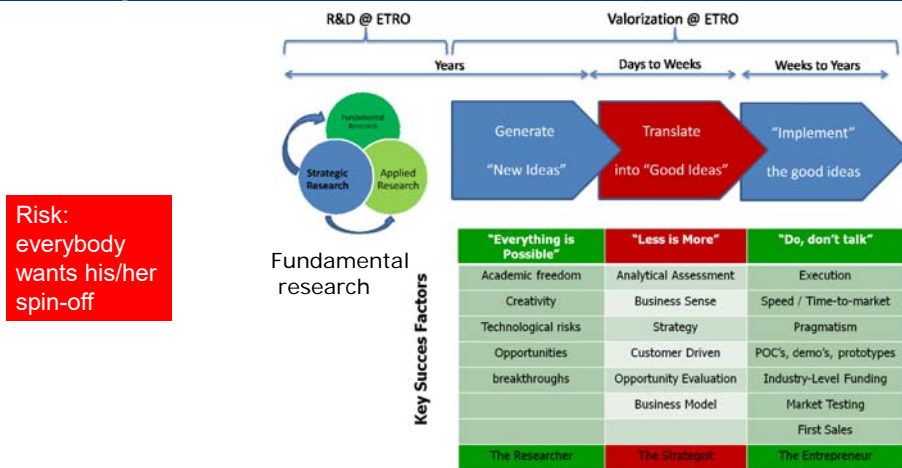 R&D @ ETRO
Valorization @ ETRO
Years
Days to Weeks
Weeks to Years
Fundamental
Research
Strategic
Research
Applied
Research
Generate
"New Ideas"
Translate
into "Good Ideas"
"Implement"
the good ideas
Risk:
everybody
wants his/her
spin-off
Fundamental
research
Key Succes Factors
"Everything is
Possible"
"Less is More"
"Do, don't talk"
Academic freedom
Analytical Assessment
Execution
Creativity
Business Sense
Speed / Time-to-market
Technological risks
Strategy
Pragmatism
Opportunities
Customer Driven
POC's, demo's, prototypes
breakthroughs
Opportunity Evaluation
Industry-Level Funding
Business Model
Market Testing
First Sales
The Researcher
The Strategist
The Entrepreneur